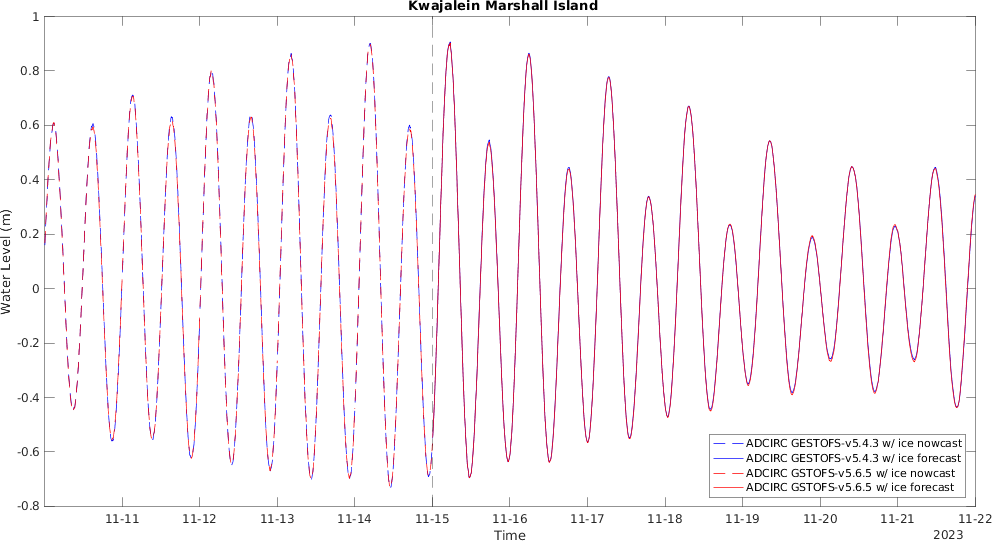 Kwajalein Marshall Island
1
0.8
0.6
0.4
0.2
0
-0.2
-0.4
-0.6
-0.8
Water Level (m)
ADCIRC GESTOFS-v5.4.3 w/ ice nowcast
ADCIRC GESTOFS-v5.4.3 w/ ice forecast
ADCIRC GSTOFS-v5.6.5 w/ ice nowcast
ADCIRC GSTOFS-v5.6.5 w/ ice forecast
11-11 11-12 11-13 11-14 11-15 11-16 11-17 11-18 11-19 11-20 11-21 11-22
Time
2023